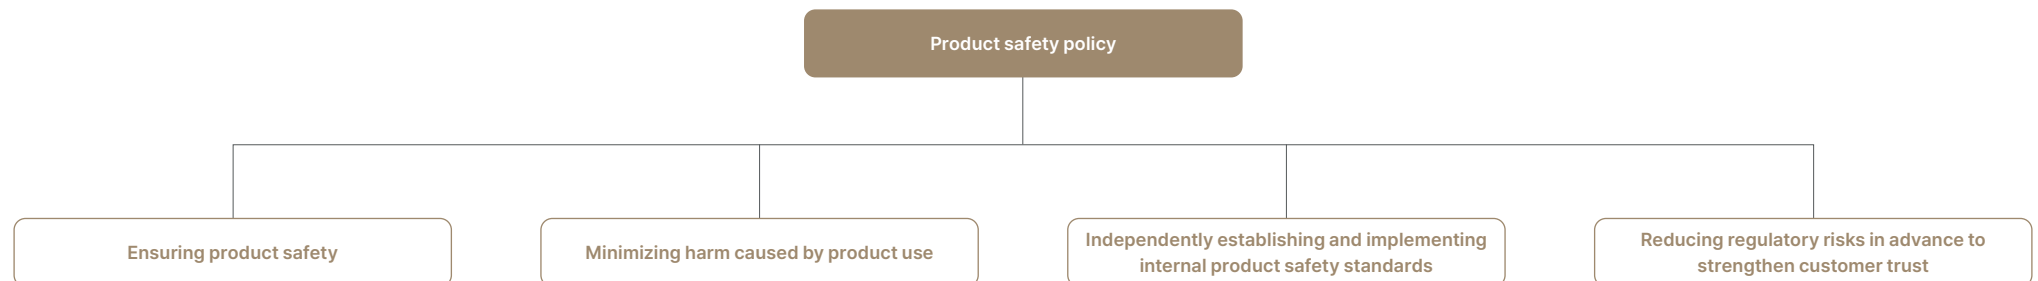 Product safety policy
Ensuring product safety
Minimizing harm caused by product use
Independently establishing and implementing
internal product safety standards
Reducing regulatory risks in advance to
strengthen customer trust